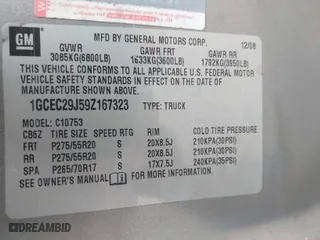 GM
MFD BY GENERAL MOTORS CORP. 12/08
GVWR GAWR FRT GAWR RR
3085KG(6800LB) 1633KG(3600LB) 1792KG(3950LB)
THIS VEHICLE CONFORMS TO ALL APPLICABLE U.S. FEDERAL MOTOR
VEHICLE SAFETY STANDARDS IN EFFECT ON THE DATE OF
MANUFACTURE SHOWN ABOVE.
1GCEC29J59Z167323 TYPE: TRUCK
MODEL: C10753
CB6Z TIRE SIZE SPEED RTG RIM COLD TIRE PRESSURE
FRT P275/55R20 S 20X8.5J 210KPA(30PSI)
RR P275/55R20 S 20X8.5J 210KPA(30PSI)
SPA P265/70R17 S 17X7.5J 240KPA(35PSI)
SEE OWNER'S MANUAL FOR MORE INFORMATION.
© DEALERSHIP
BIDFAX